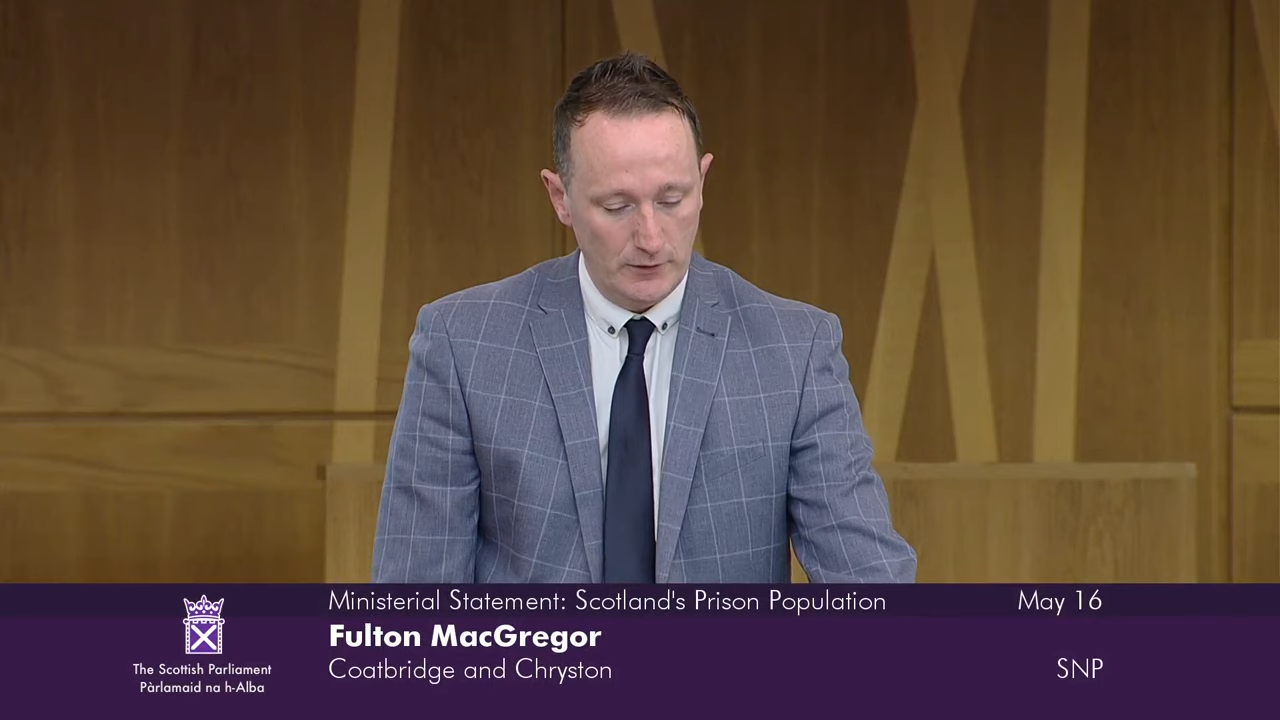 Ministerial Statement: Scotland's Prison Population May 16
Fulton MacGregor
Coatbridge and Chryston SNP
The Scottish Parliament
Pàrlamaid na h-Alba